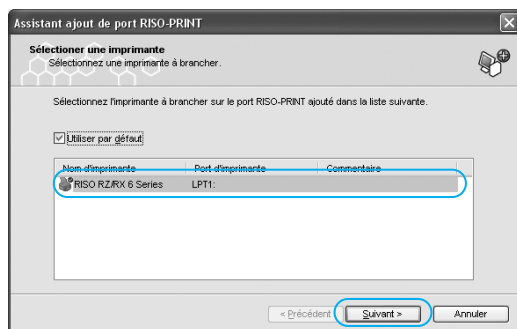 Assistant ajout de port RISO-PRINT
Sélectioner une imprimante
Sélectionnez une imprimante à brancher.
Sélectionnez l'imprimante à brancher sur le port RISO-PRINT ajouté dans la liste suivante.
Utiliser par défaut
Nom d'imprimante Port d'imprimante Commentaire
RISO RZ/RX 6 Series LPT1:
< Précédent Suivant > Annuler